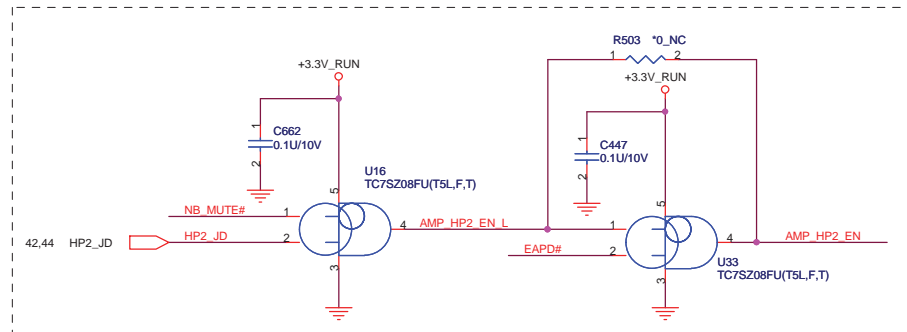 R503 *0_NC
1 2
+3.3V_RUN
+3.3V_RUN
1
C662
0.1U/10V
2
1
C447
0.1U/10V
2
U16
TC7SZ08FU(T5L,F,T)
5
5
NB_MUTE# 1
4 AMP_HP2_EN_L 1
4 AMP_HP2_EN
42,44 HP2_JD HP2_JD 2
EAPD# 2
U33
TC7SZ08FU(T5L,F,T)
3
3